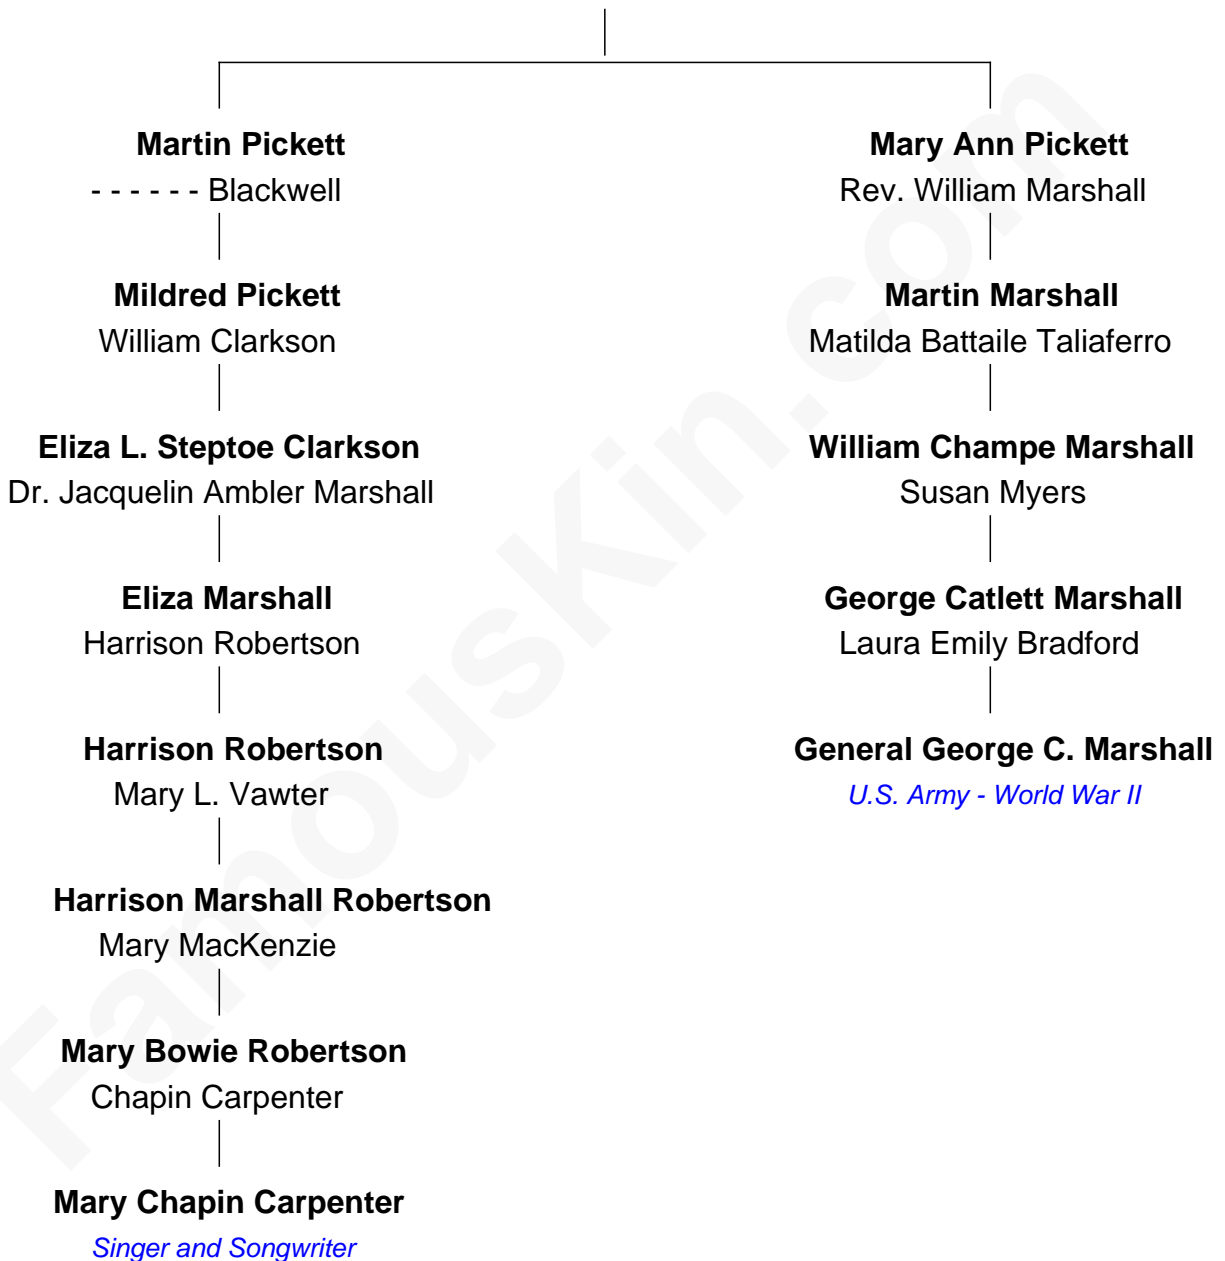 Martin Pickett
- - - - - - Blackwell
Mildred Pickett
William Clarkson
Eliza L. Steptoe Clarkson
Dr. Jacquelin Ambler Marshall
Eliza Marshall
Harrison Robertson
Harrison Robertson
Mary L. Vawter
Harrison Marshall Robertson
Mary MacKenzie
Mary Bowie Robertson
Chapin Carpenter
Mary Chapin Carpenter
Singer and Songwriter
Mary Ann Pickett
Rev. William Marshall
Martin Marshall
Matilda Battaile Taliaferro
William Champe Marshall
Susan Myers
George Catlett Marshall
Laura Emily Bradford
General George C. Marshall
U.S. Army - World War II
FamousKin.com